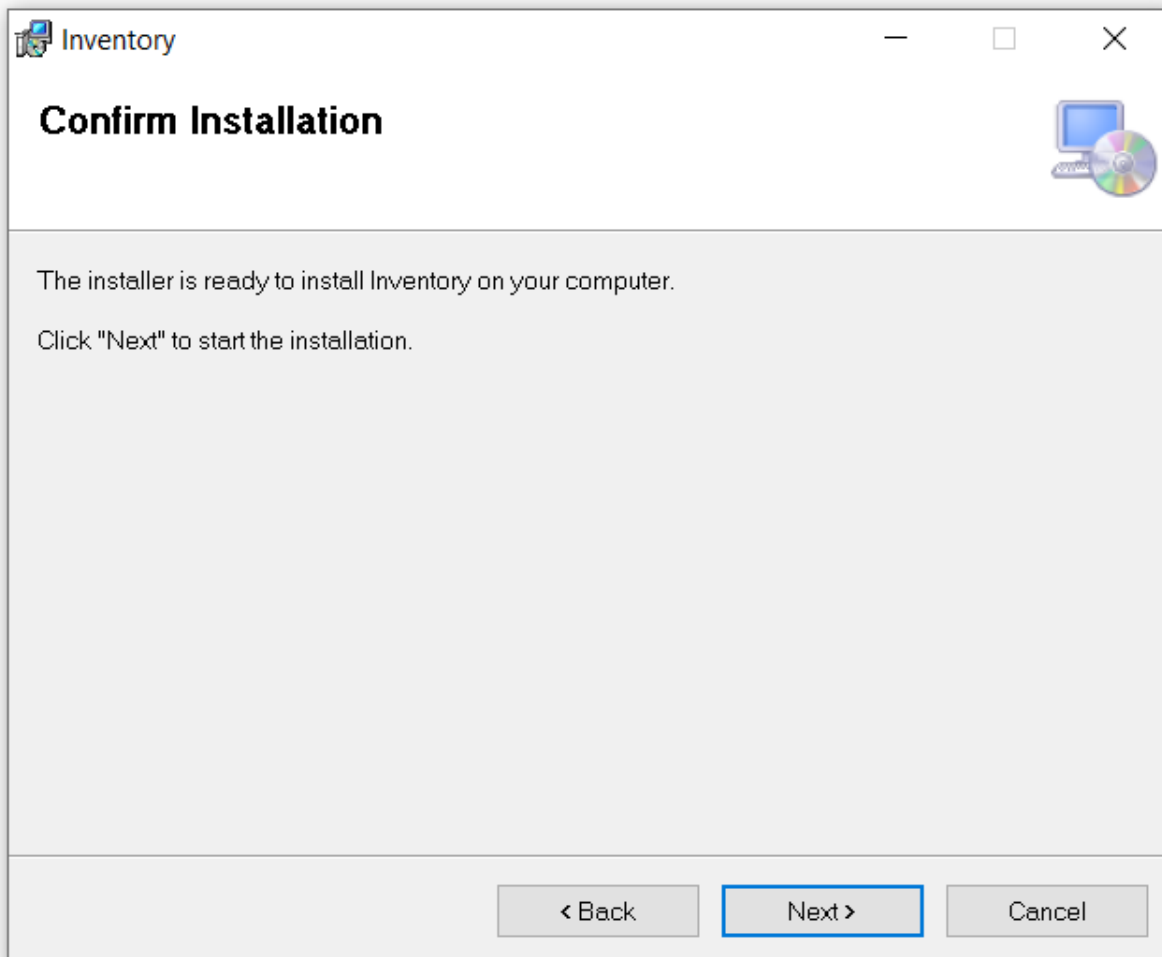 Inventory
Confirm Installation
The installer is ready to install Inventory on your computer.
Click "Next" to start the installation.
< Back
Next >
Cancel